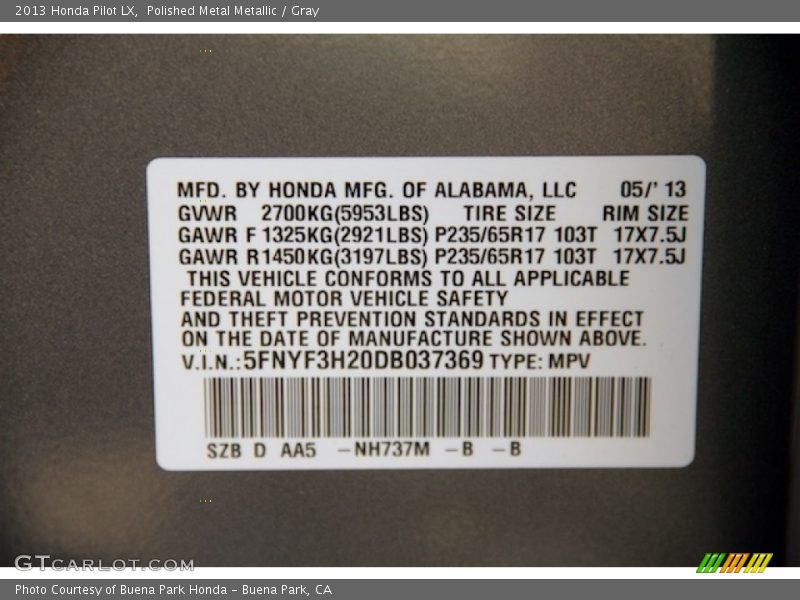 2013 Honda Pilot LX, Polished Metal Metallic / Gray
MFD. BY HONDA MFG. OF ALABAMA, LLC 05/' 13
GVWR 2700KG(5953LBS) TIRE SIZE RIM SIZE
GAWR F 1325KG(2921LBS) P235/65R17 103T 17X7.5J
GAWR R1450KG(3197LBS) P235/65R17 103T 17X7.5J
THIS VEHICLE CONFORMS TO ALL APPLICABLE
FEDERAL MOTOR VEHICLE SAFETY
AND THEFT PREVENTION STANDARDS IN EFFECT
ON THE DATE OF MANUFACTURE SHOWN ABOVE.
V.I.N.:5FNYF3H20DB037369 TYPE: MPV
SZB D AA5 –NH737M –B –B
GTCARLOT.COM
Photo Courtesy of Buena Park Honda – Buena Park, CA